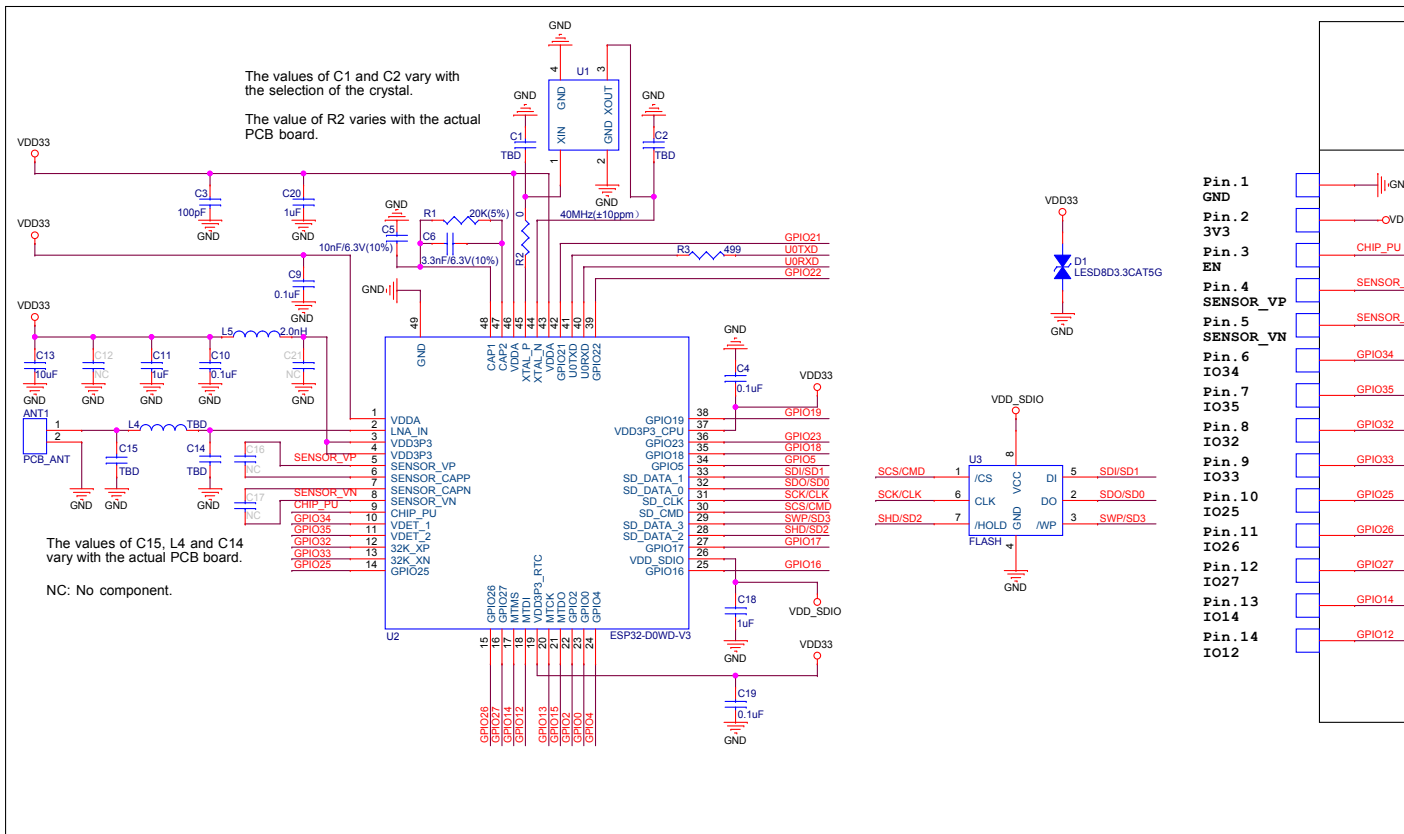 The values of C1 and C2 vary with
the selection of the crystal.
The value of R2 varies with the actual
PCB board.
GND
4
3
U1
GND
XOUT
XIN
GND
1
2
GND
GND
C1
TBD
GND
C2
TBD
VDD33
C3
100pF
GND
C20
1uF
GND
VDD33
GND
C5
10nF/6.3V(10%)
R1
20K(5%)
C6
3.3nF/6.3V(10%)
R2
0
40MHz(±10ppm)
GPIO21
U0TXD
R3
499
U0RXD
GPIO22
C9
0.1uF
GND
GND
VDD33
L5
2.0nH
C13
10uF
GND
C12
NC
GND
C11
1uF
GND
C10
0.1uF
GND
C21
NC
GND
49
48
47
46
45
44
43
42
41
40
39
GND
CAP1
CAP2
VDDA
XTAL_P
XTAL_N
VDDA
GPIO21
U0TXD
U0RXD
GPIO22
ANT1
1
2
PCB_ANT
GND
L4
TBD
C15
TBD
GND
C14
TBD
GND
C16
NC
C17
NC
SENSOR_VP
SENSOR_VN
CHIP_PU
GPIO34
GPIO35
GPIO32
GPIO33
GPIO25
1
VDDA
2
LNA_IN
3
VDD3P3
4
VDD3P3
5
SENSOR_VP
6
SENSOR_CAPP
7
SENSOR_CAPN
8
SENSOR_VN
9
CHIP_PU
10
VDET_1
11
VDET_2
12
32K_XP
13
32K_XN
14
GPIO25
The values of C15, L4 and C14
vary with the actual PCB board.
NC: No component.
GPIO19
38
GPIO19
VDD3P3_CPU
37
GPIO23
36
GPIO23
GPIO18
35
GPIO18
GPIO5
34
GPIO5
SD_DATA_1
33
SDI/SD1
SD_DATA_0
32
SDO/SD0
SD_CLK
31
SCK/CLK
SD_CMD
30
SCS/CMD
SD_DATA_3
29
SWP/SD3
SD_DATA_2
28
SHD/SD2
GPIO17
27
GPIO17
VDD_SDIO
26
GPIO16
25
GPIO16
GND
C4
0.1uF
VDD33
GPIO26
GPIO27
MTMS
MTDI
VDD3P3_RTC
MTCK
MTDO
GPIO2
GPIO0
GPIO4
U2
ESP32-D0WD-V3
15
16
17
18
19
20
21
22
23
24
GPIO26
GPIO27
GPIO14
GPIO12
GPIO13
GPIO15
GPIO2
GPIO0
GPIO4
C18
1uF
GND
VDD_SDIO
VDD33
C19
0.1uF
GND
VDD33
D1
LESD8D3.3CAT5G
GND
VDD_SDIO
8
U3
SCS/CMD
1
/CS
SCK/CLK
6
CLK
SHD/SD2
7
/HOLD
VCC
GND
DI
5
SDI/SD1
DO
2
SDO/SD0
/WP
3
SWP/SD3
FLASH
4
GND
Pin.1
GND
GN
Pin.2
3V3
VD
Pin.3
EN
CHIP_PU
Pin.4
SENSOR_VP
SENSOR_
Pin.5
SENSOR_VN
SENSOR_
Pin.6
IO34
GPIO34
Pin.7
IO35
GPIO35
Pin.8
IO32
GPIO32
Pin.9
IO33
GPIO33
Pin.10
IO25
GPIO25
Pin.11
IO26
GPIO26
Pin.12
IO27
GPIO27
Pin.13
IO14
GPIO14
Pin.14
IO12
GPIO12